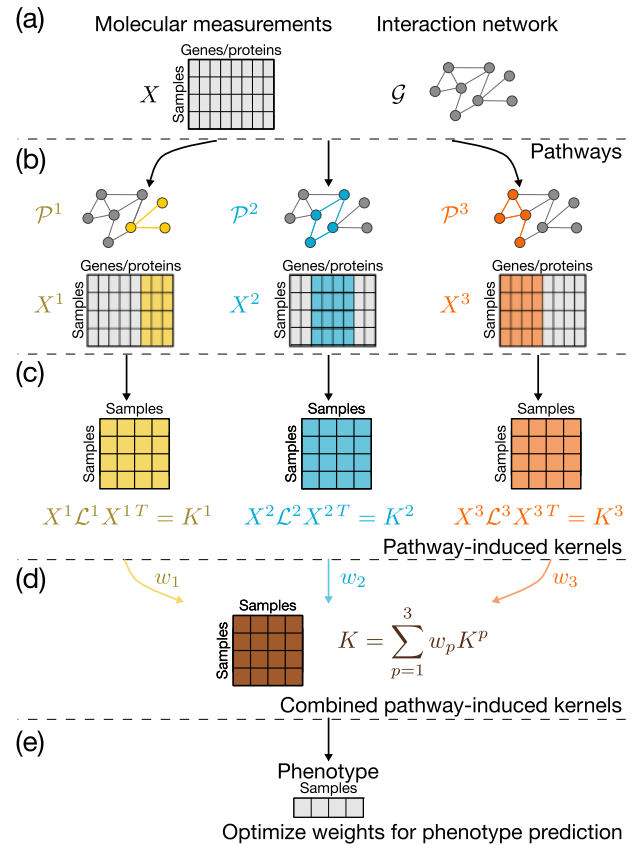 (a)
Molecular measurements
Interaction network
Genes/proteins
Samples
X
𝒢
(b)
Pathways
𝒫¹
𝒫²
𝒫³
Genes/proteins
Genes/proteins
Genes/proteins
Samples
X¹
Samples
X²
Samples
X³
(c)
Samples
Samples
Samples
Samples
Samples
Samples
X¹ℒ¹X¹ᵀ = K¹
X²ℒ²X²ᵀ = K²
X³ℒ³X³ᵀ = K³
Pathway-induced kernels
(d)
w₁
w₂
w₃
Samples
Samples
K = ∑_{p=1}^{3} w_p K^p
Combined pathway-induced kernels
(e)
Phenotype
Samples
Optimize weights for phenotype prediction